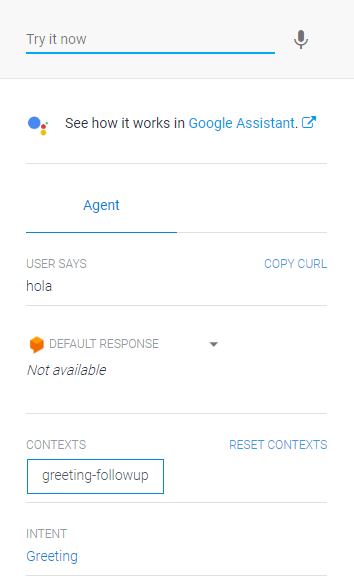 Try it now
See how it works in Google Assistant.
Agent
USER SAYS COPY CURL
hola
DEFAULT RESPONSE
Not available
CONTEXTS RESET CONTEXTS
greeting-followup
INTENT
Greeting